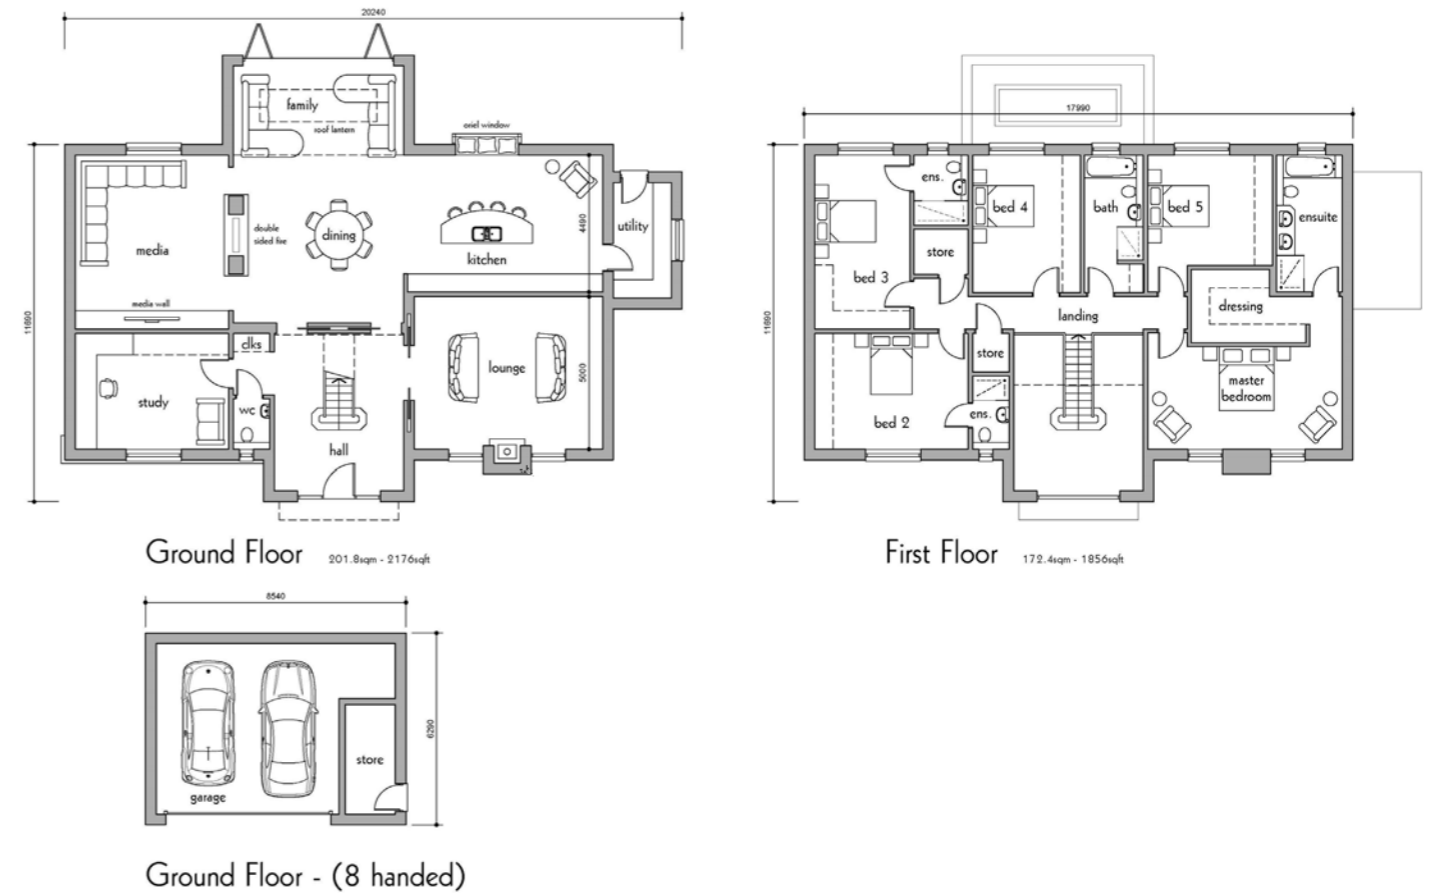 20240
family
roof lantern
oriel window
11690
media
double
sided fire
dining
kitchen
4490
utility
media wall
clks
study
wc
hall
lounge
5000
Ground Floor 201.8sqm - 2176sqft
17990
11690
ens.
bed 4
bath
bed 5
ensuite
store
bed 3
landing
dressing
store
master
bedroom
ens.
bed 2
First Floor 172.4sqm - 1856sqft
8540
6290
store
garage
Ground Floor - (8 handed)